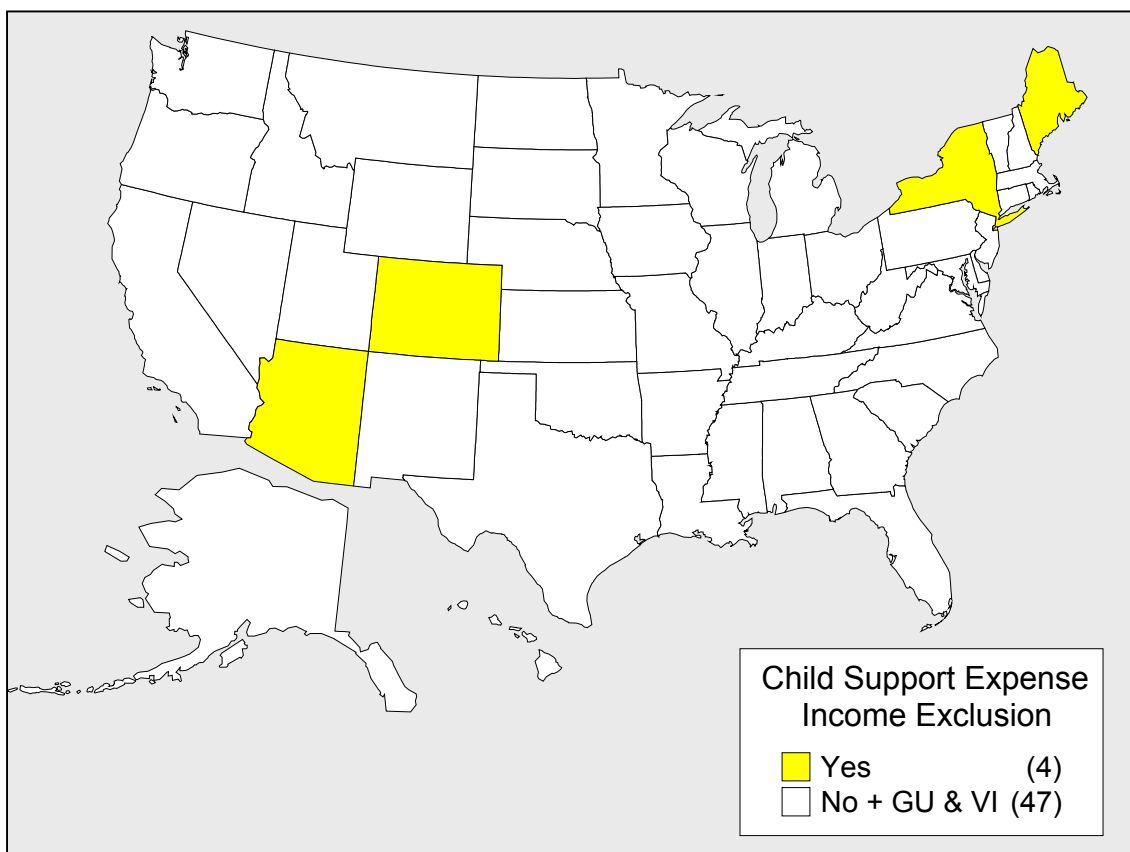 Child Support Expense
Income Exclusion
Yes (4)
No + GU & VI (47)